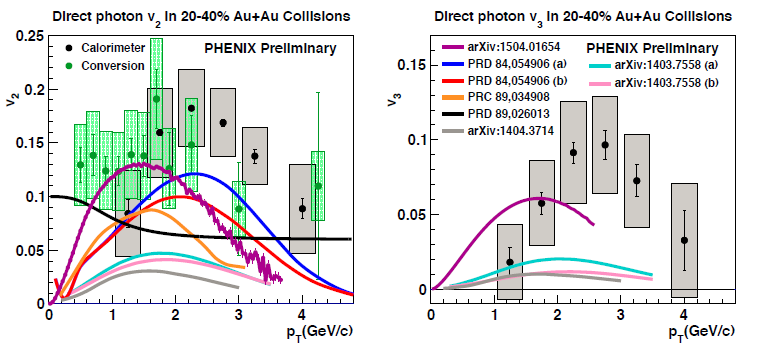 Direct photon v2 in 20-40% Au+Au Collisions
Calorimeter
Conversion
PHENIX Preliminary
v2
0.25
0.2
0.15
0.1
0.05
0
0 1 2 3 4
pT(GeV/c)
Direct photon v3 in 20-40% Au+Au Collisions
arXiv:1504.01654
PRD 84,054906 (a)
PRD 84,054906 (b)
PRC 89,034908
PRD 89,026013
arXiv:1404.3714
PHENIX Preliminary
arXiv:1403.7558 (a)
arXiv:1403.7558 (b)
v3
0.15
0.1
0.05
0
0 1 2 3 4
pT(GeV/c)